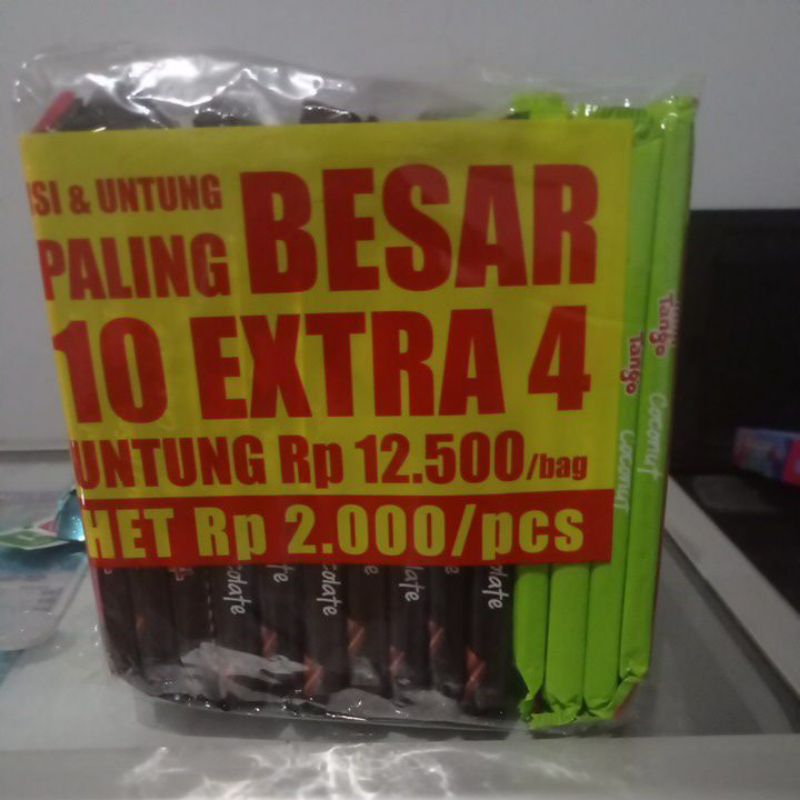 ISI & UNTUNG
PALING BESAR
10 EXTRA 4
UNTUNG Rp 12.500/bag
HET Rp 2.000/pcs
Tango
Tango
Coconut
Coconut